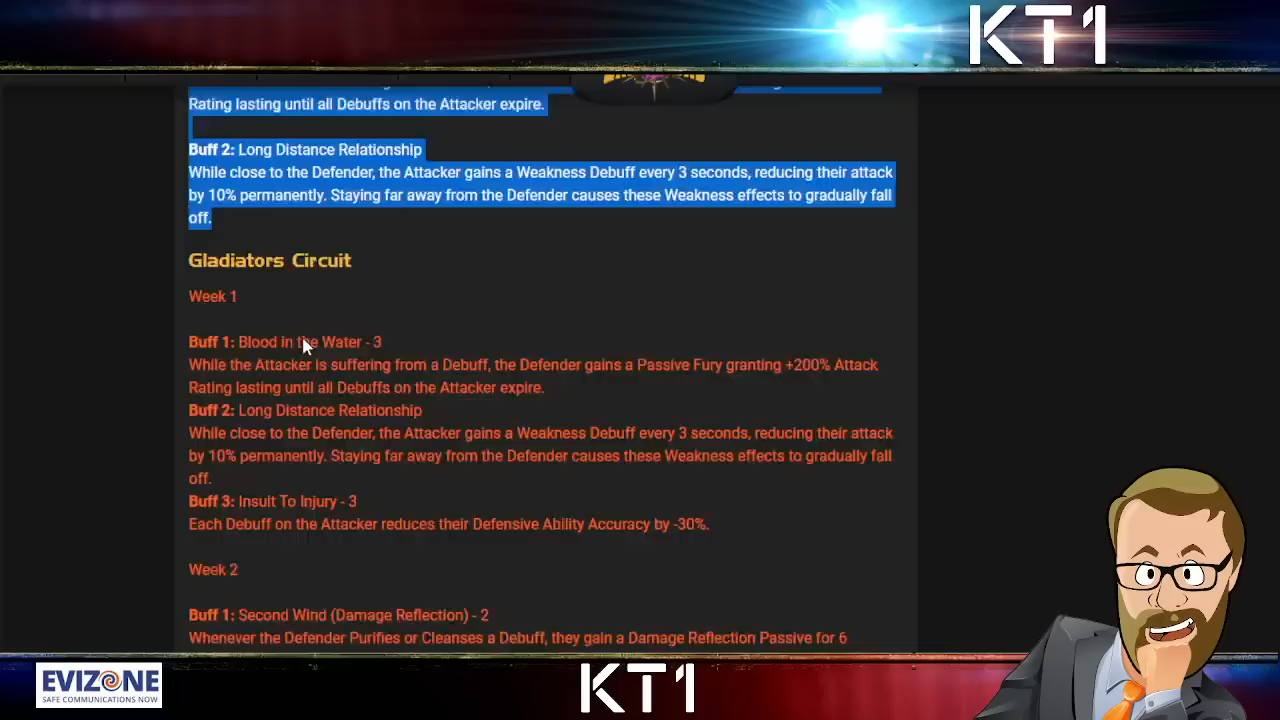 KT1
Rating lasting until all Debuffs on the Attacker expire.
Buff 2: Long Distance Relationship
While close to the Defender, the Attacker gains a Weakness Debuff every 3 seconds, reducing their attack
by 10% permanently. Staying far away from the Defender causes these Weakness effects to gradually fall
off.
Gladiators Circuit
Week 1
Buff 1: Blood in the Water - 3
While the Attacker is suffering from a Debuff, the Defender gains a Passive Fury granting +200% Attack
Rating lasting until all Debuffs on the Attacker expire.
Buff 2: Long Distance Relationship
While close to the Defender, the Attacker gains a Weakness Debuff every 3 seconds, reducing their attack
by 10% permanently. Staying far away from the Defender causes these Weakness effects to gradually fall
off.
Buff 3: Insult To Injury - 3
Each Debuff on the Attacker reduces their Defensive Ability Accuracy by -30%.
Week 2
Buff 1: Second Wind (Damage Reflection) - 2
Whenever the Defender Purifies or Cleanses a Debuff, they gain a Damage Reflection Passive for 6
EVIZONE
SAFE COMMUNICATIONS NOW
KT1